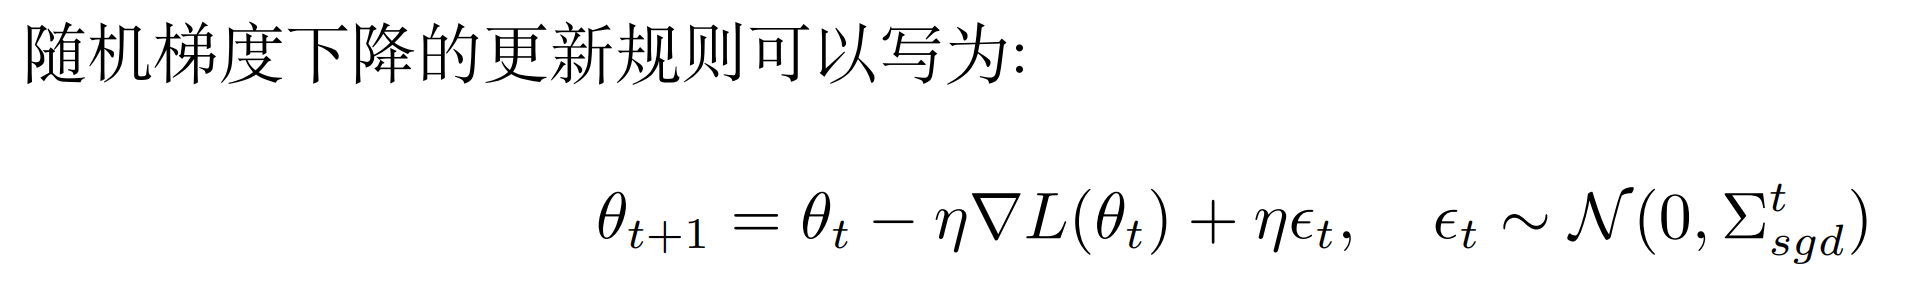 随机梯度下降的更新规则可以写为:
θ_{t+1} = θ_t − η∇L(θ_t) + ηϵ_t, ϵ_t ∼ 𝒩(0, Σ^t_{sgd})